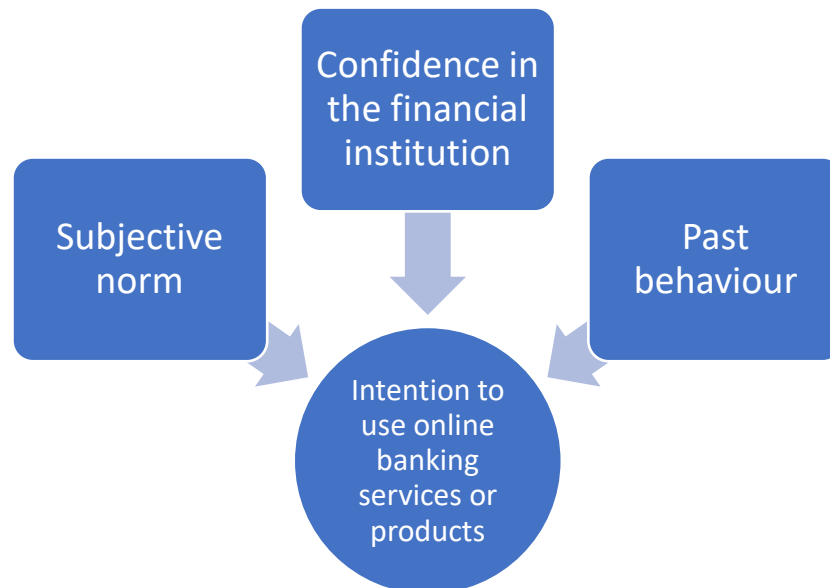 Confidence in
the financial
institution
Subjective
norm
Past
behaviour
Intention to
use online
banking
services or
products